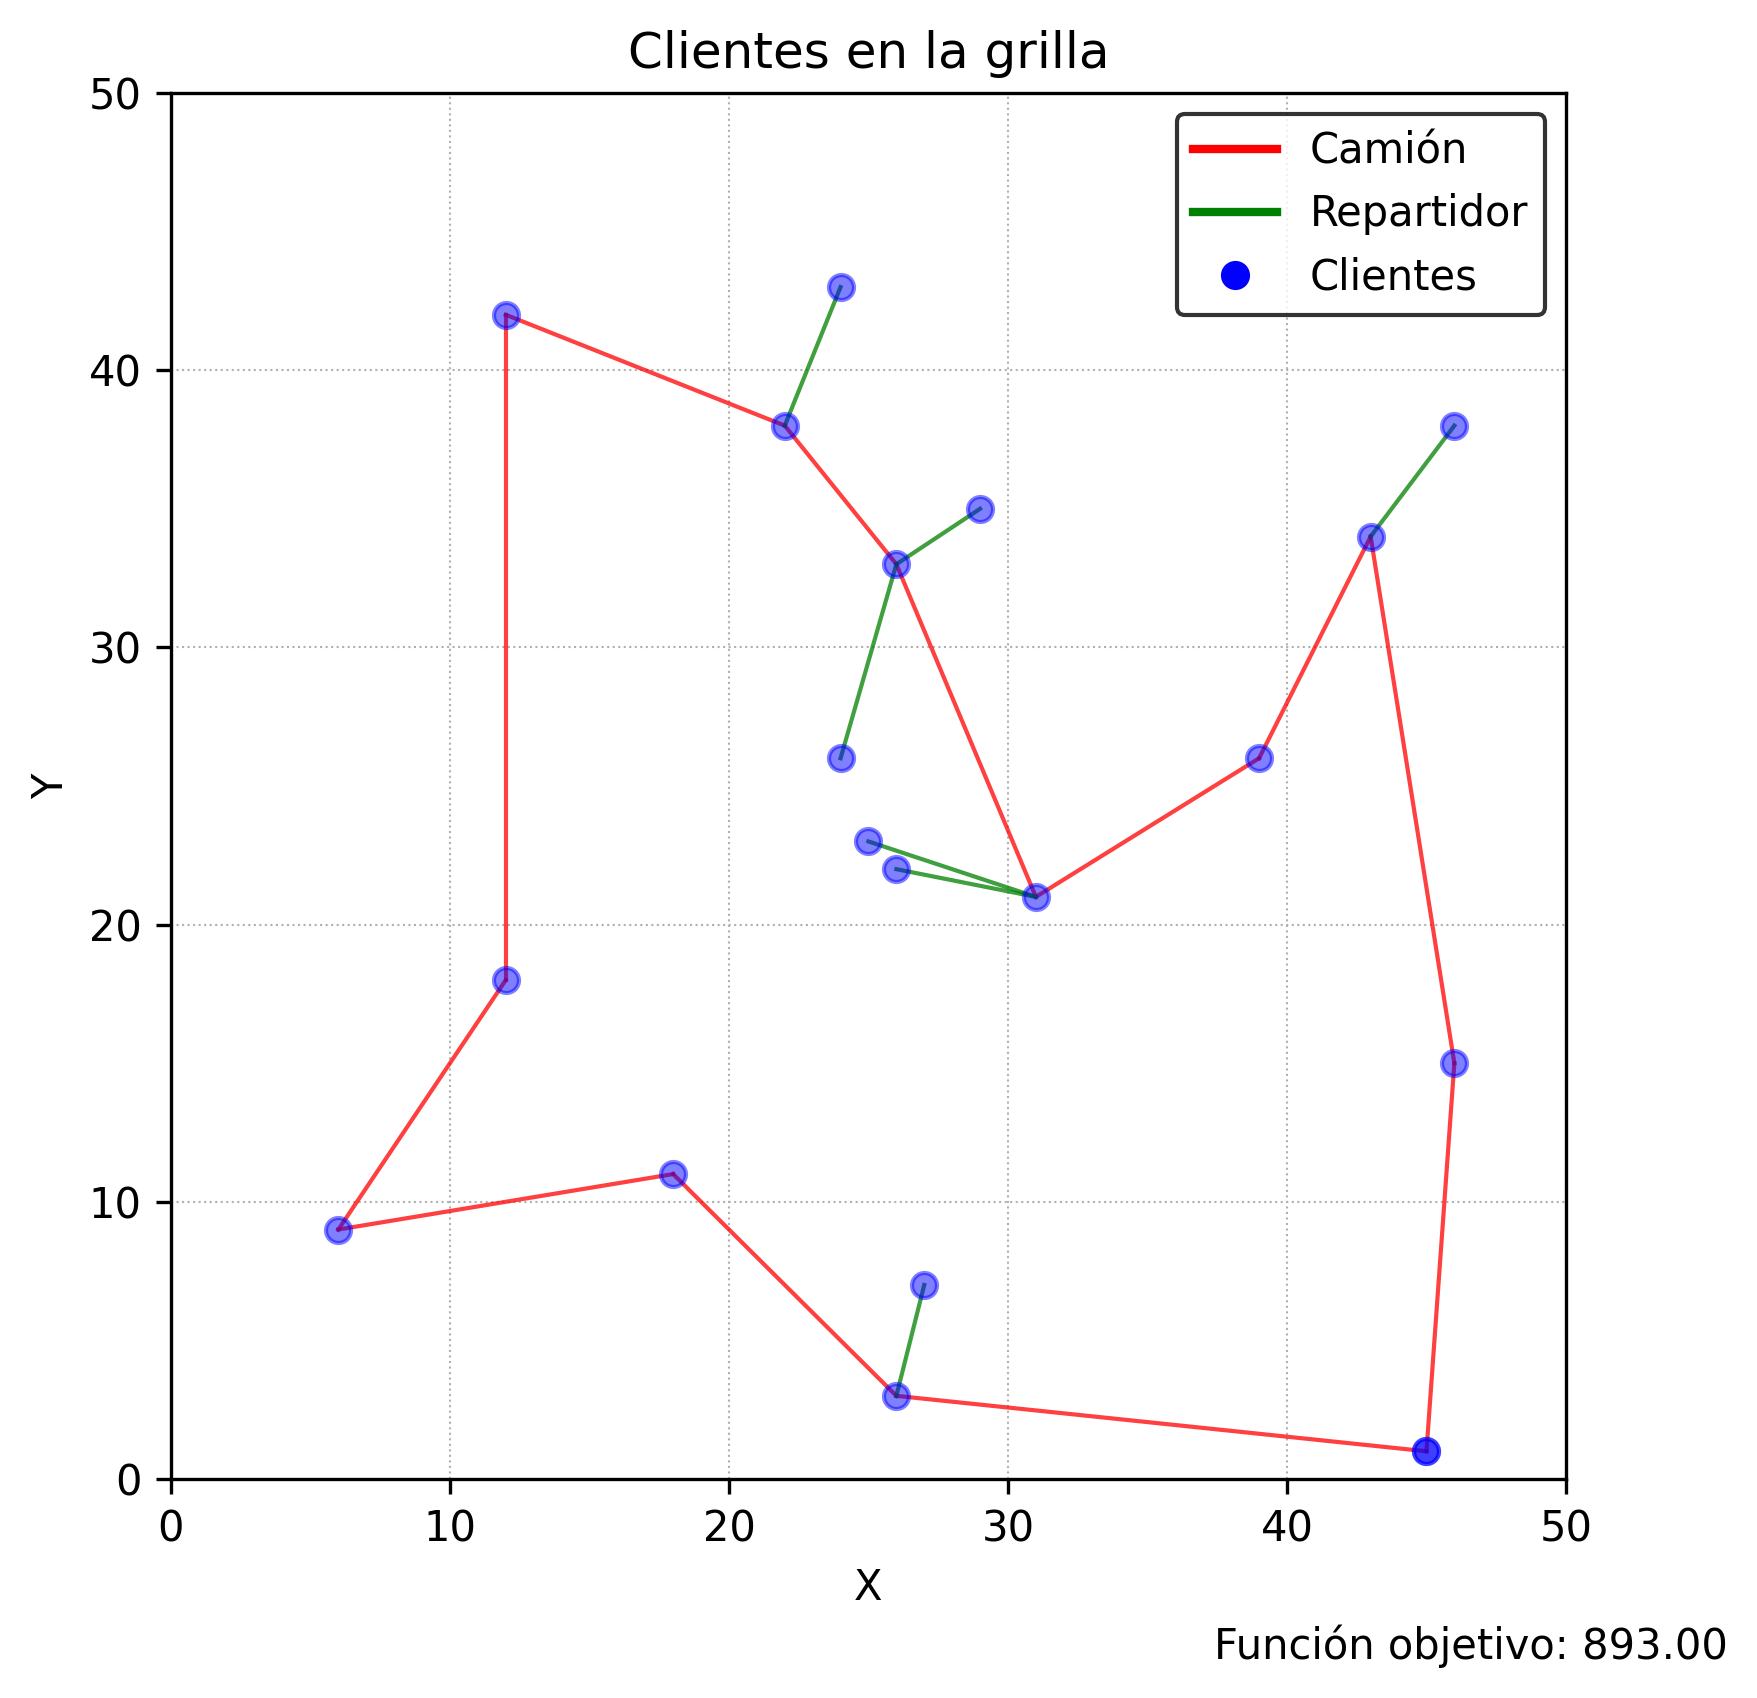 Clientes en la grilla
Camión
Repartidor
Clientes
50
40
30
20
10
0
Y
0 10 20 30 40 50
X
Función objetivo: 893.00